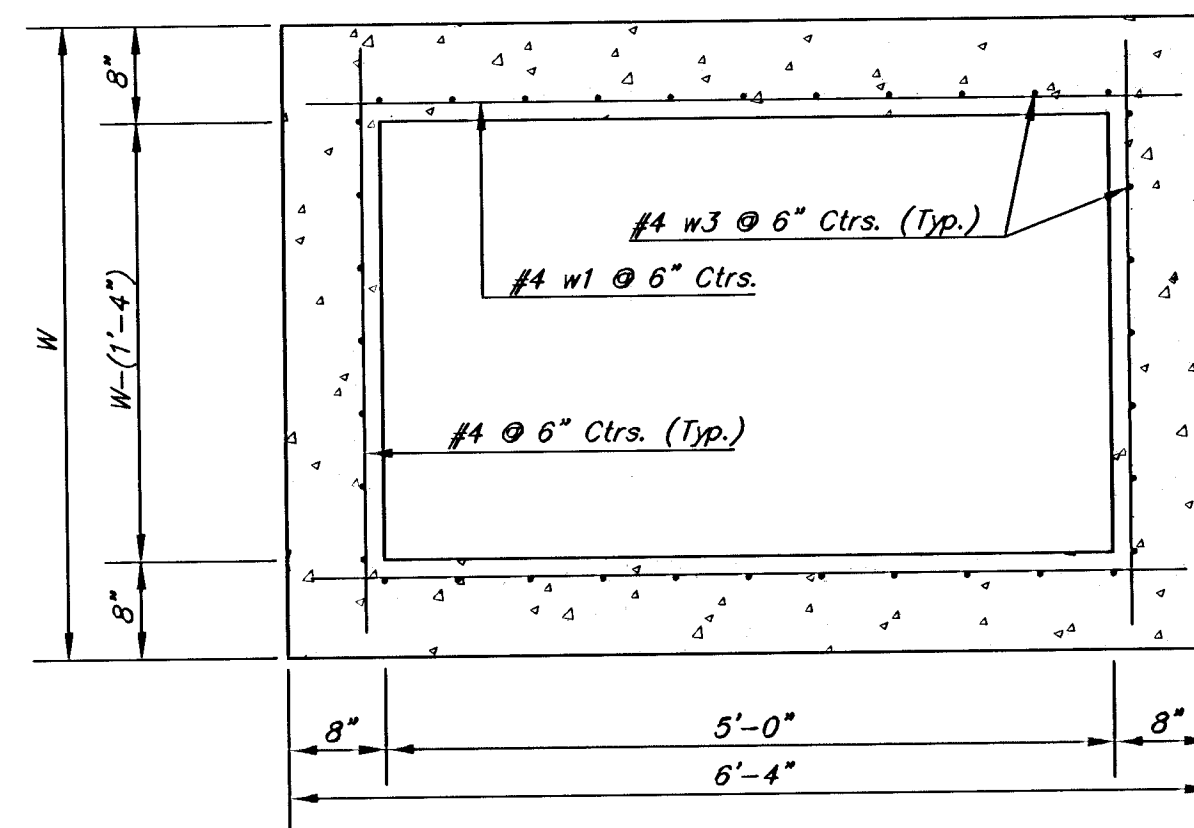 8"
#4 w3 @ 6" Ctrs. (Typ.)
#4 w1 @ 6" Ctrs.
W
W-(1'-4")
#4 @ 6" Ctrs. (Typ.)
8"
8"
5'-0"
8"
6'-4"